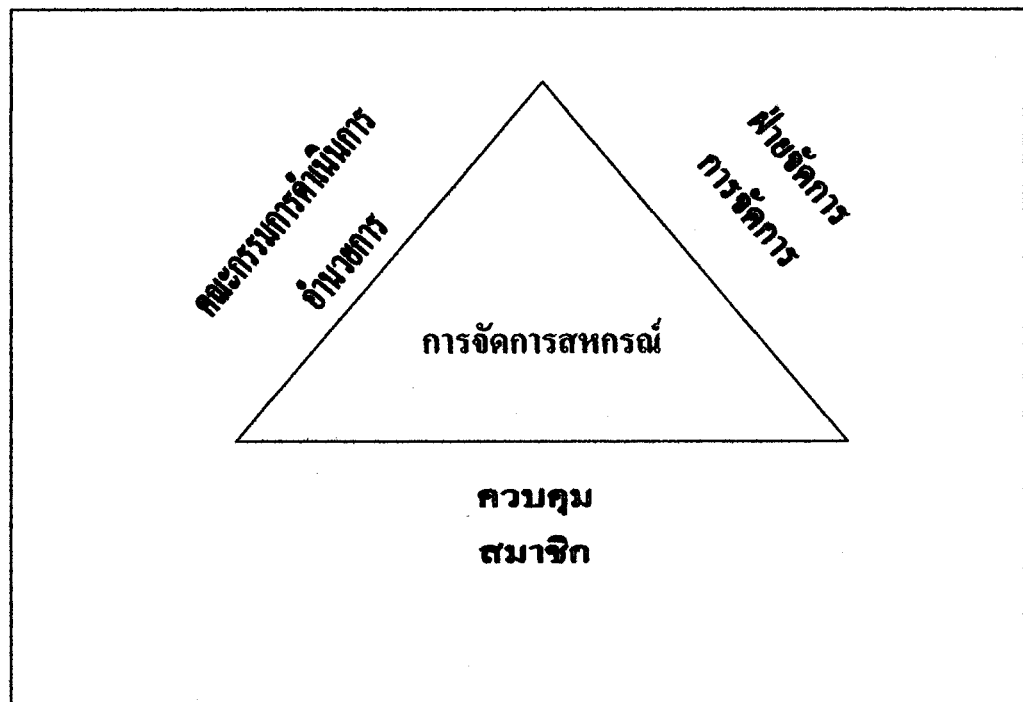 คณะกรรมการดำเนินการ
อำนวยการ
ฝ่ายจัดการ
การจัดการ
การจัดการสหกรณ์
ควบคุม
สมาชิก